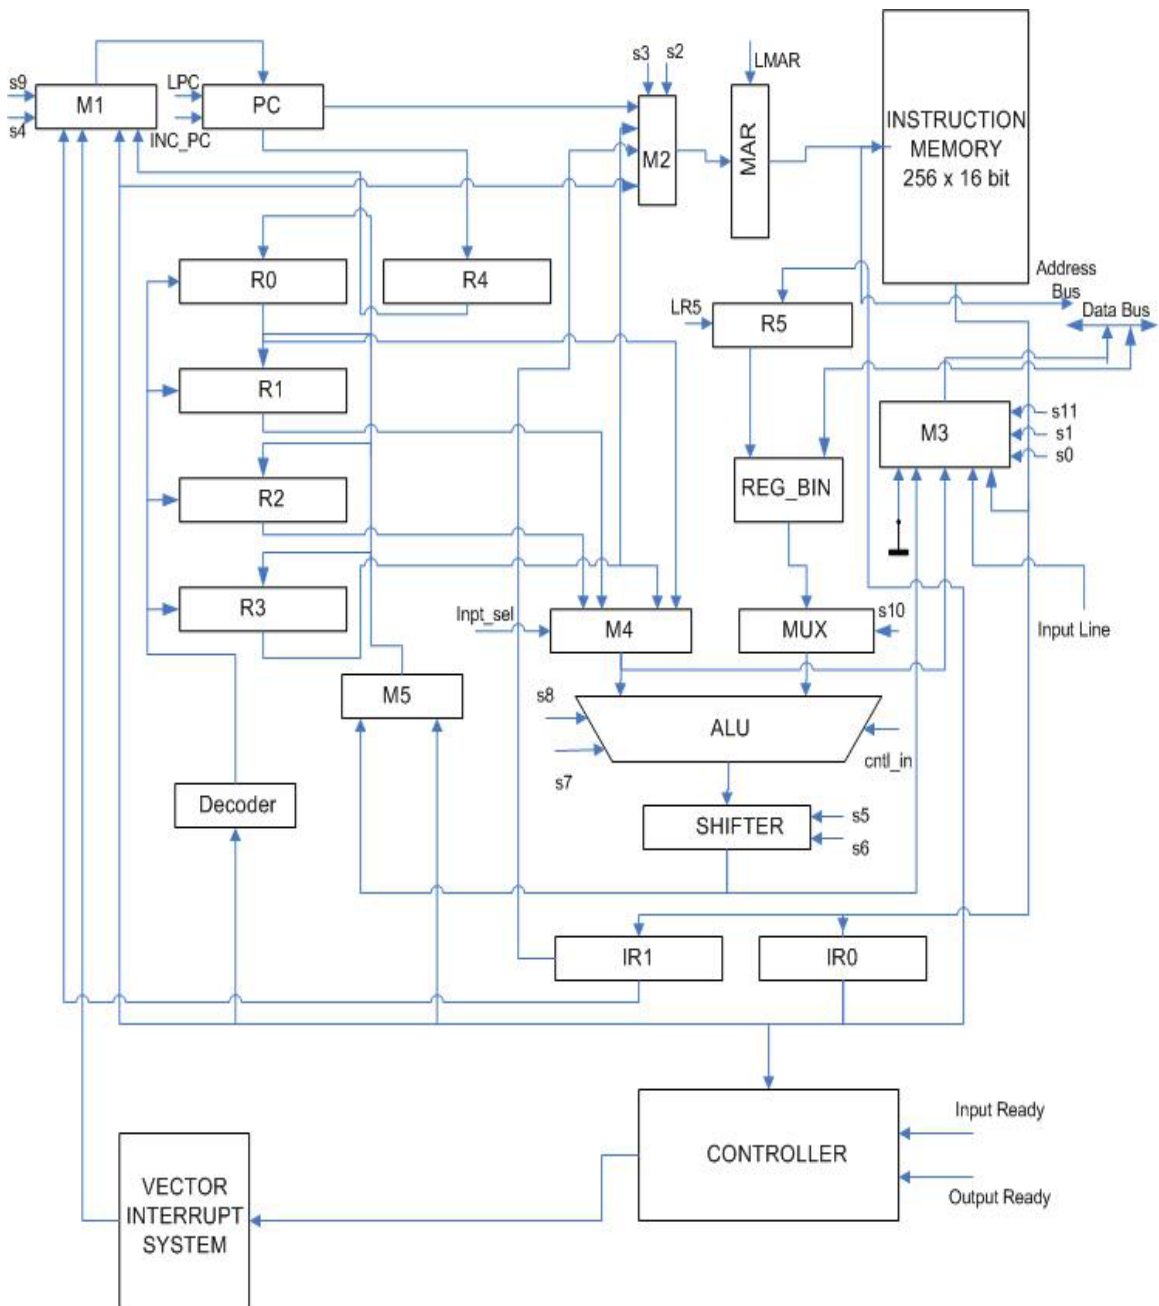 s9
s4
M1
LPC
INC_PC
PC
s3
s2
M2
LMAR
MAR
INSTRUCTION
MEMORY
256 x 16 bit
Address
Bus
Data Bus
R0
R4
LR5
R5
R1
M3
s11
s1
s0
R2
REG_BIN
R3
Inpt_sel
M4
MUX
s10
Input Line
M5
s8
s7
ALU
cntl_in
Decoder
SHIFTER
s5
s6
IR1
IR0
CONTROLLER
Input Ready
Output Ready
VECTOR
INTERRUPT
SYSTEM